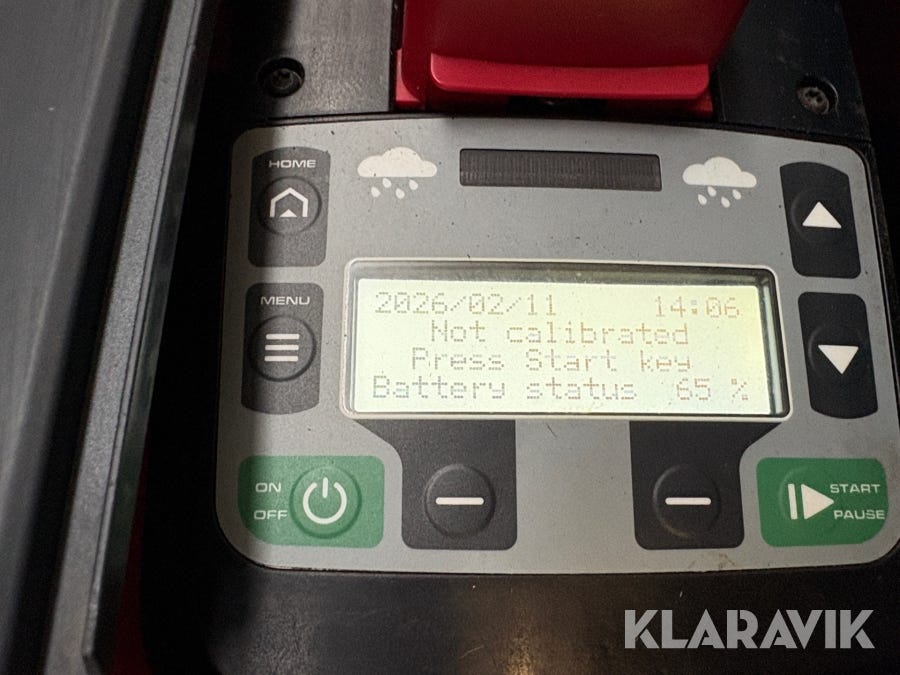 HOME
MENU
2026/02/11 14:06
Not calibrated
Press Start key
Battery status 65 %
ON
OFF
START
PAUSE
KLARAVIK